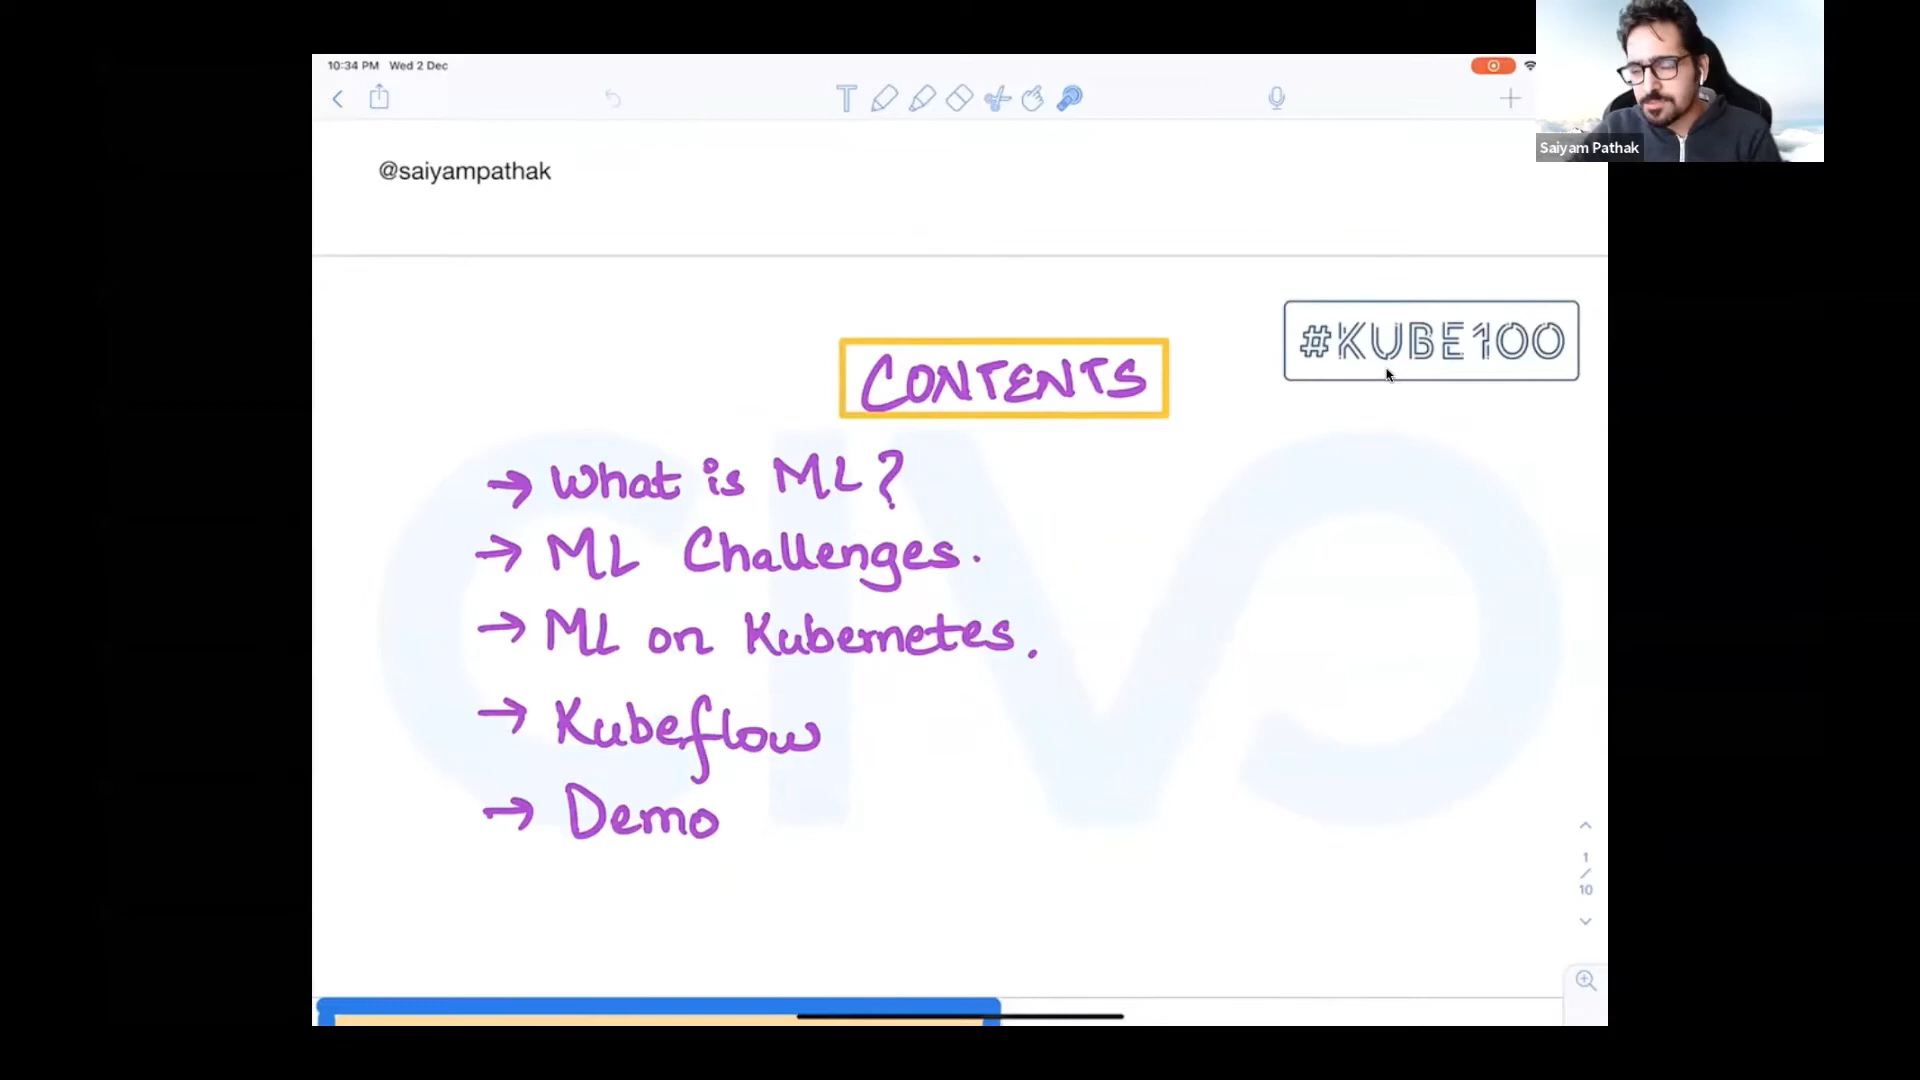 10:34 PM Wed 2 Dec
Saiyam Pathak
@saiyampathak
#KUBE100
CONTENTS
→ What is ML?
→ ML Challenges.
→ ML on Kubernetes.
→ Kubeflow
→ Demo
CIVO
1
/
10